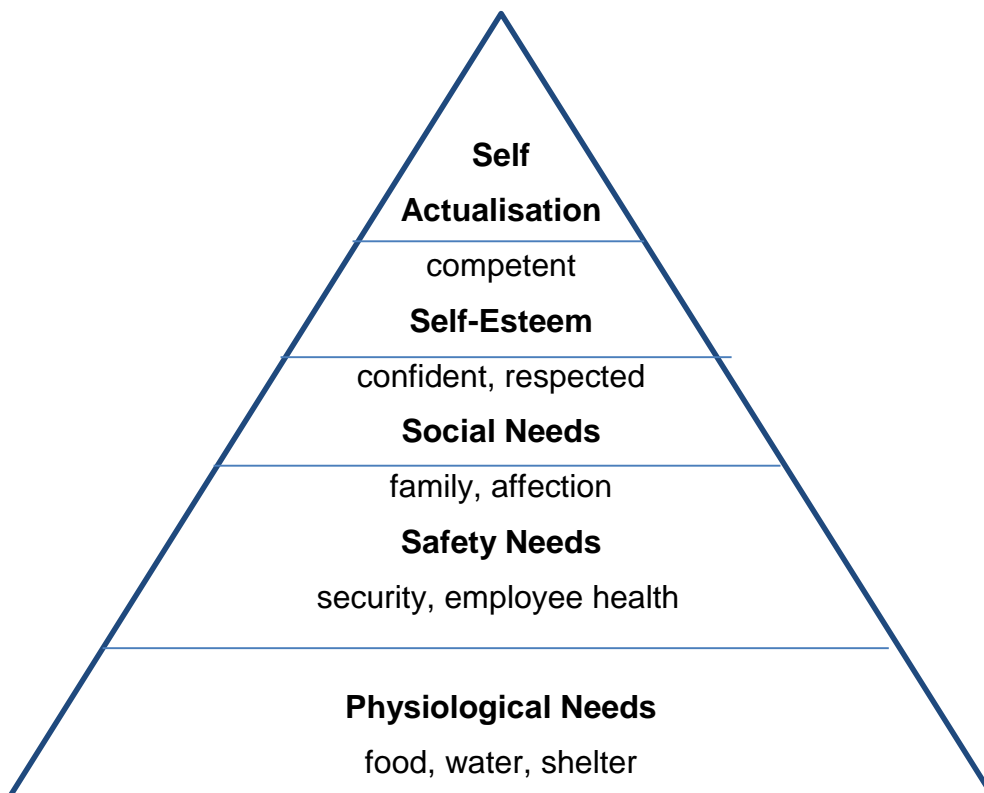 Self
Actualisation
competent
Self-Esteem
confident, respected
Social Needs
family, affection
Safety Needs
security, employee health
Physiological Needs
food, water, shelter